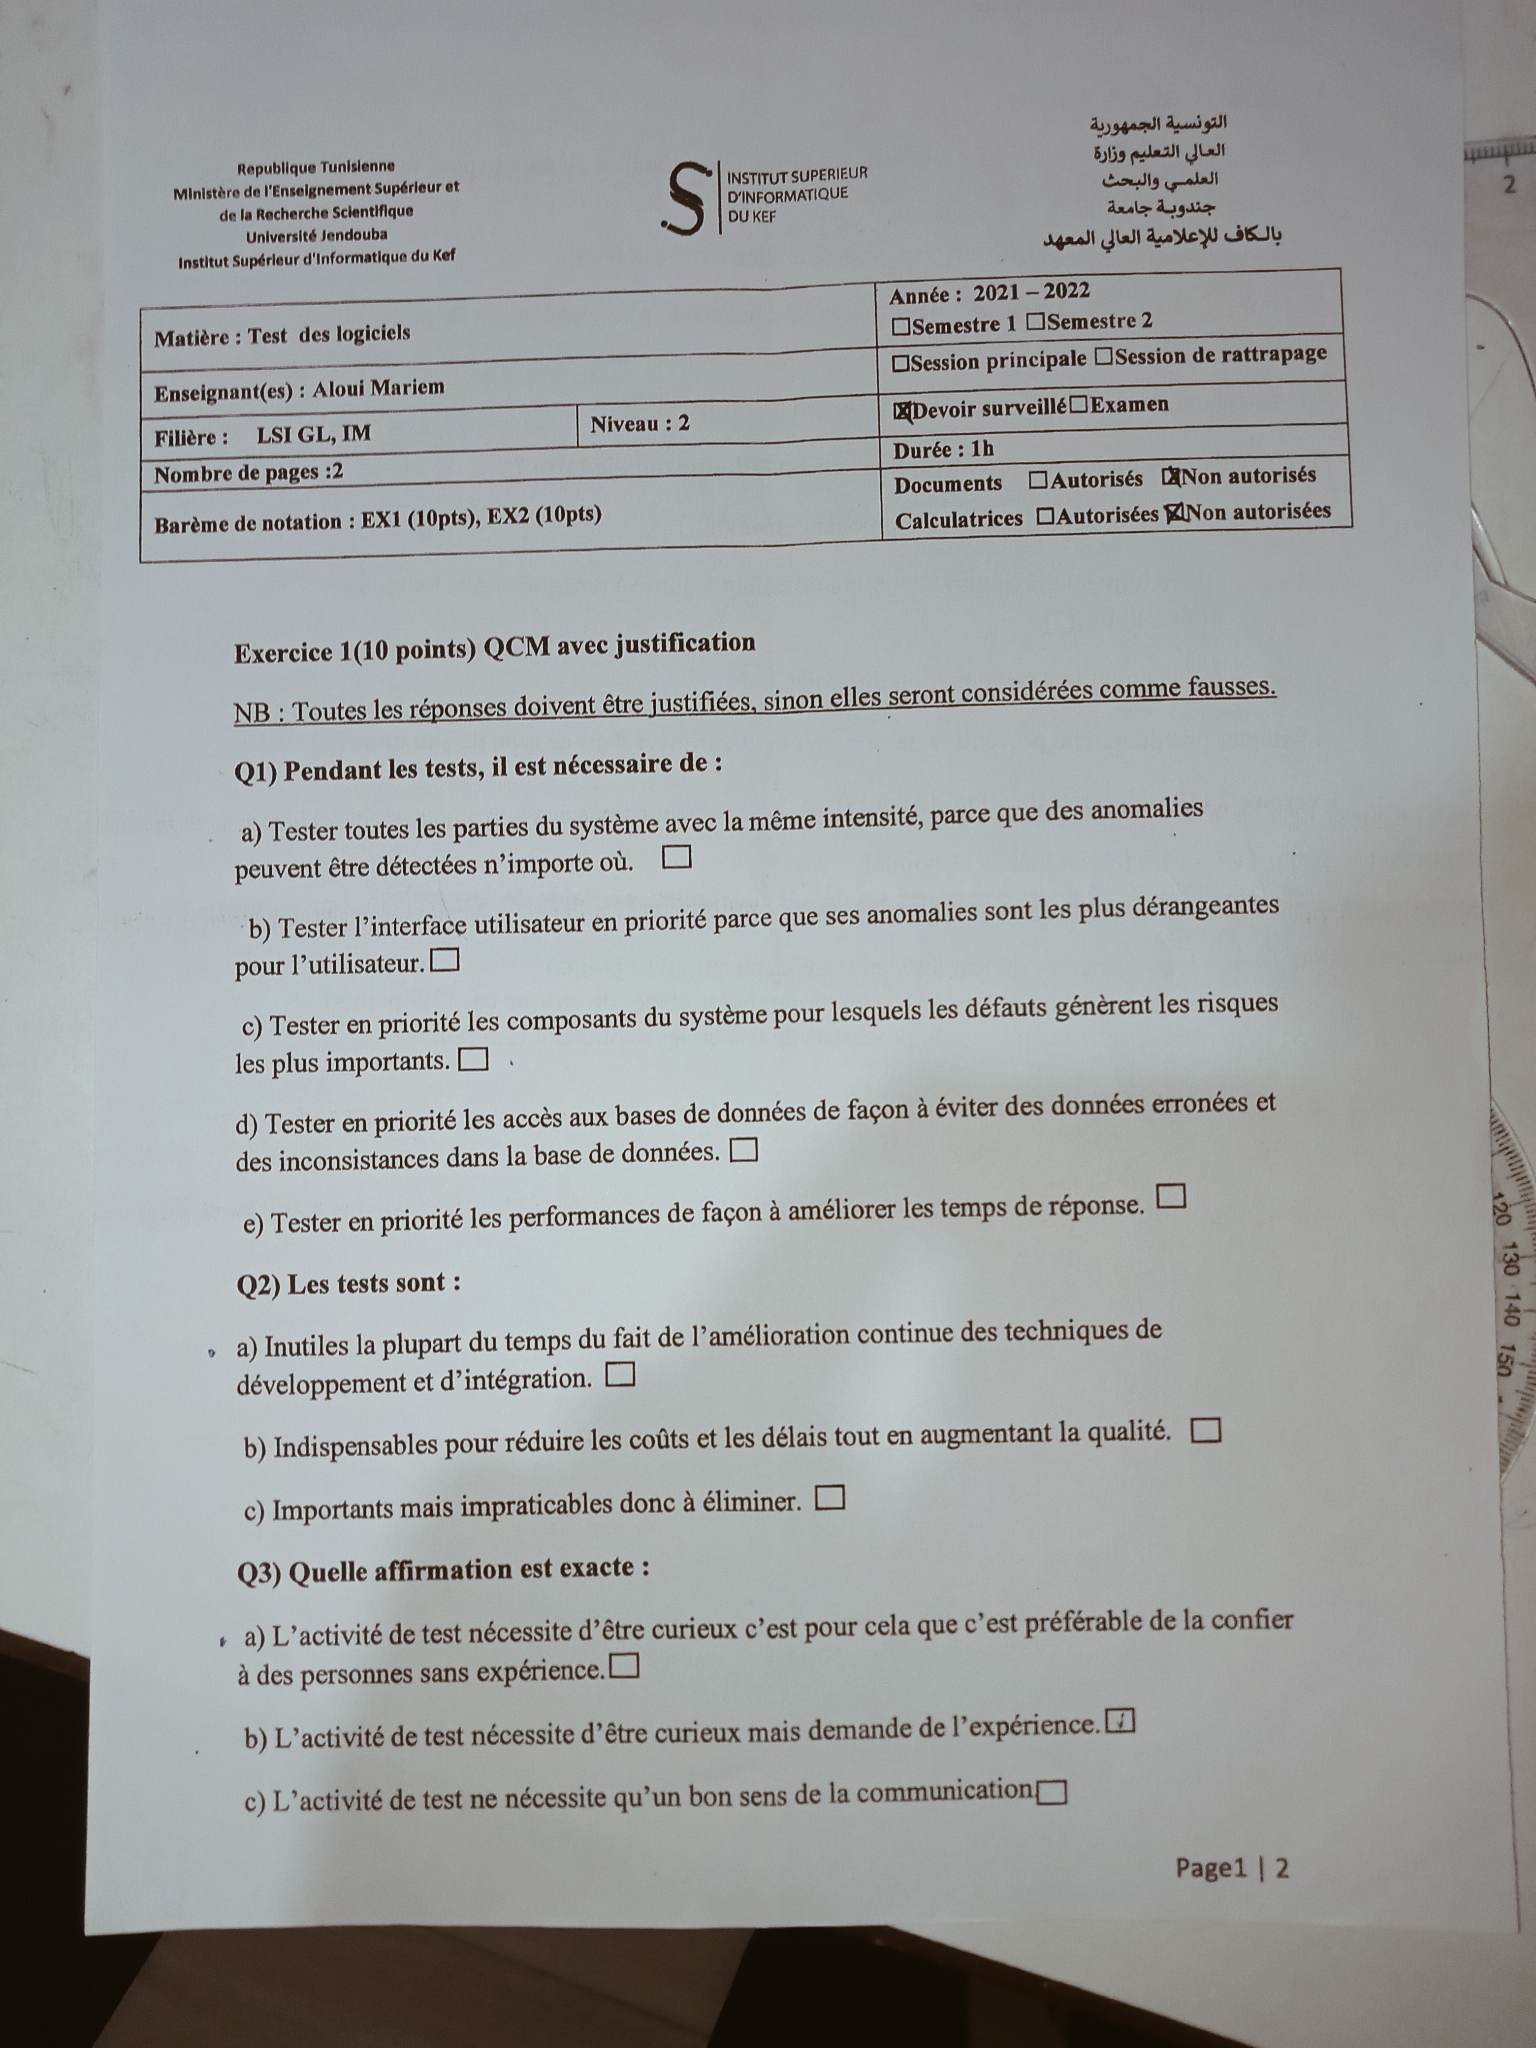 Republique Tunisienne
Ministère de l'Enseignement Supérieur et
de la Recherche Scientifique
Université Jendouba
Institut Supérieur d'Informatique du Kef
INSTITUT SUPERIEUR
D'INFORMATIQUE
DU KEF
التونسية الجمهورية
العالي التعليم وزارة
العلمي والبحث
جندوبة جامعة
بالكاف للإعلامية العالي المعهد
Matière : Test des logiciels
Année : 2021 – 2022
☐Semestre 1 ☐Semestre 2
Enseignant(es) : Aloui Mariem
☐Session principale ☐Session de rattrapage
Filière : LSI GL, IM
Niveau : 2
☒Devoir surveillé☐Examen
Nombre de pages :2
Durée : 1h
Barème de notation : EX1 (10pts), EX2 (10pts)
Documents ☐Autorisés ☒Non autorisés
Calculatrices ☐Autorisées ☒Non autorisées
Exercice 1(10 points) QCM avec justification
NB : Toutes les réponses doivent être justifiées, sinon elles seront considérées comme fausses.
Q1) Pendant les tests, il est nécessaire de :
a) Tester toutes les parties du système avec la même intensité, parce que des anomalies
peuvent être détectées n'importe où. ☐
b) Tester l'interface utilisateur en priorité parce que ses anomalies sont les plus dérangeantes
pour l'utilisateur.☐
c) Tester en priorité les composants du système pour lesquels les défauts génèrent les risques
les plus importants. ☐
d) Tester en priorité les accès aux bases de données de façon à éviter des données erronées et
des inconsistances dans la base de données. ☐
e) Tester en priorité les performances de façon à améliorer les temps de réponse. ☐
Q2) Les tests sont :
a) Inutiles la plupart du temps du fait de l'amélioration continue des techniques de
développement et d'intégration. ☐
b) Indispensables pour réduire les coûts et les délais tout en augmentant la qualité. ☐
c) Importants mais impraticables donc à éliminer. ☐
Q3) Quelle affirmation est exacte :
a) L'activité de test nécessite d'être curieux c'est pour cela que c'est préférable de la confier
à des personnes sans expérience.☐
b) L'activité de test nécessite d'être curieux mais demande de l'expérience.☑
c) L'activité de test ne nécessite qu'un bon sens de la communication☐
Page1 | 2
2
120 130 140 150